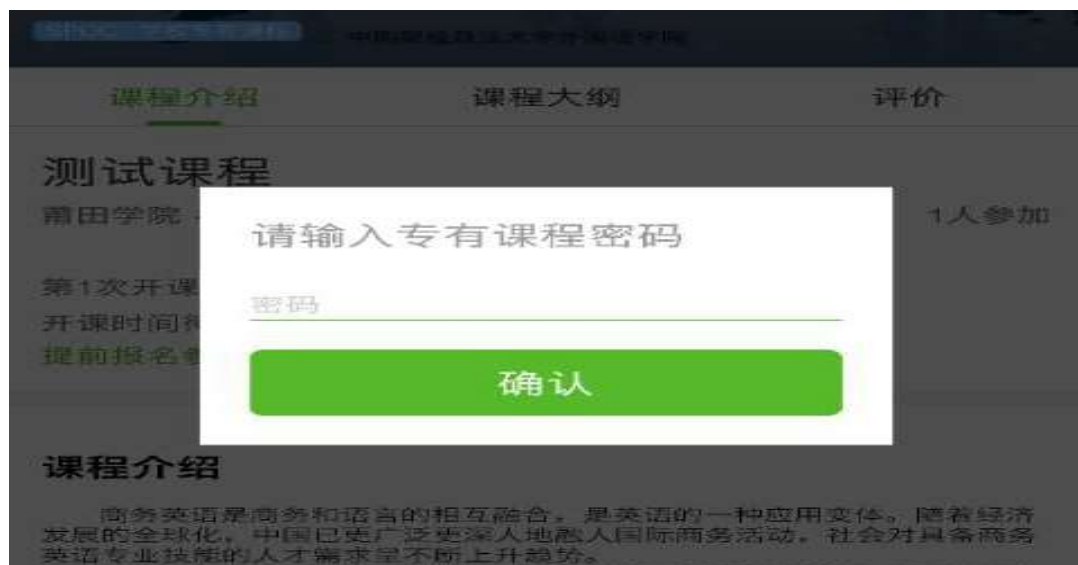 课程介绍
课程大纲
评价
测试课程
莆田学院
1人参加
请输入专有课程密码
第1次开课
密码
开课时间
提前报名
确认
课程介绍
商务英语是商务和语言的相互融合，是英语的一种应用变体。随着经济
发展的全球化，中国已更广泛更深入地融入国际商务活动，社会对具备商务
英语专业技能的人才需求呈不断上升趋势。